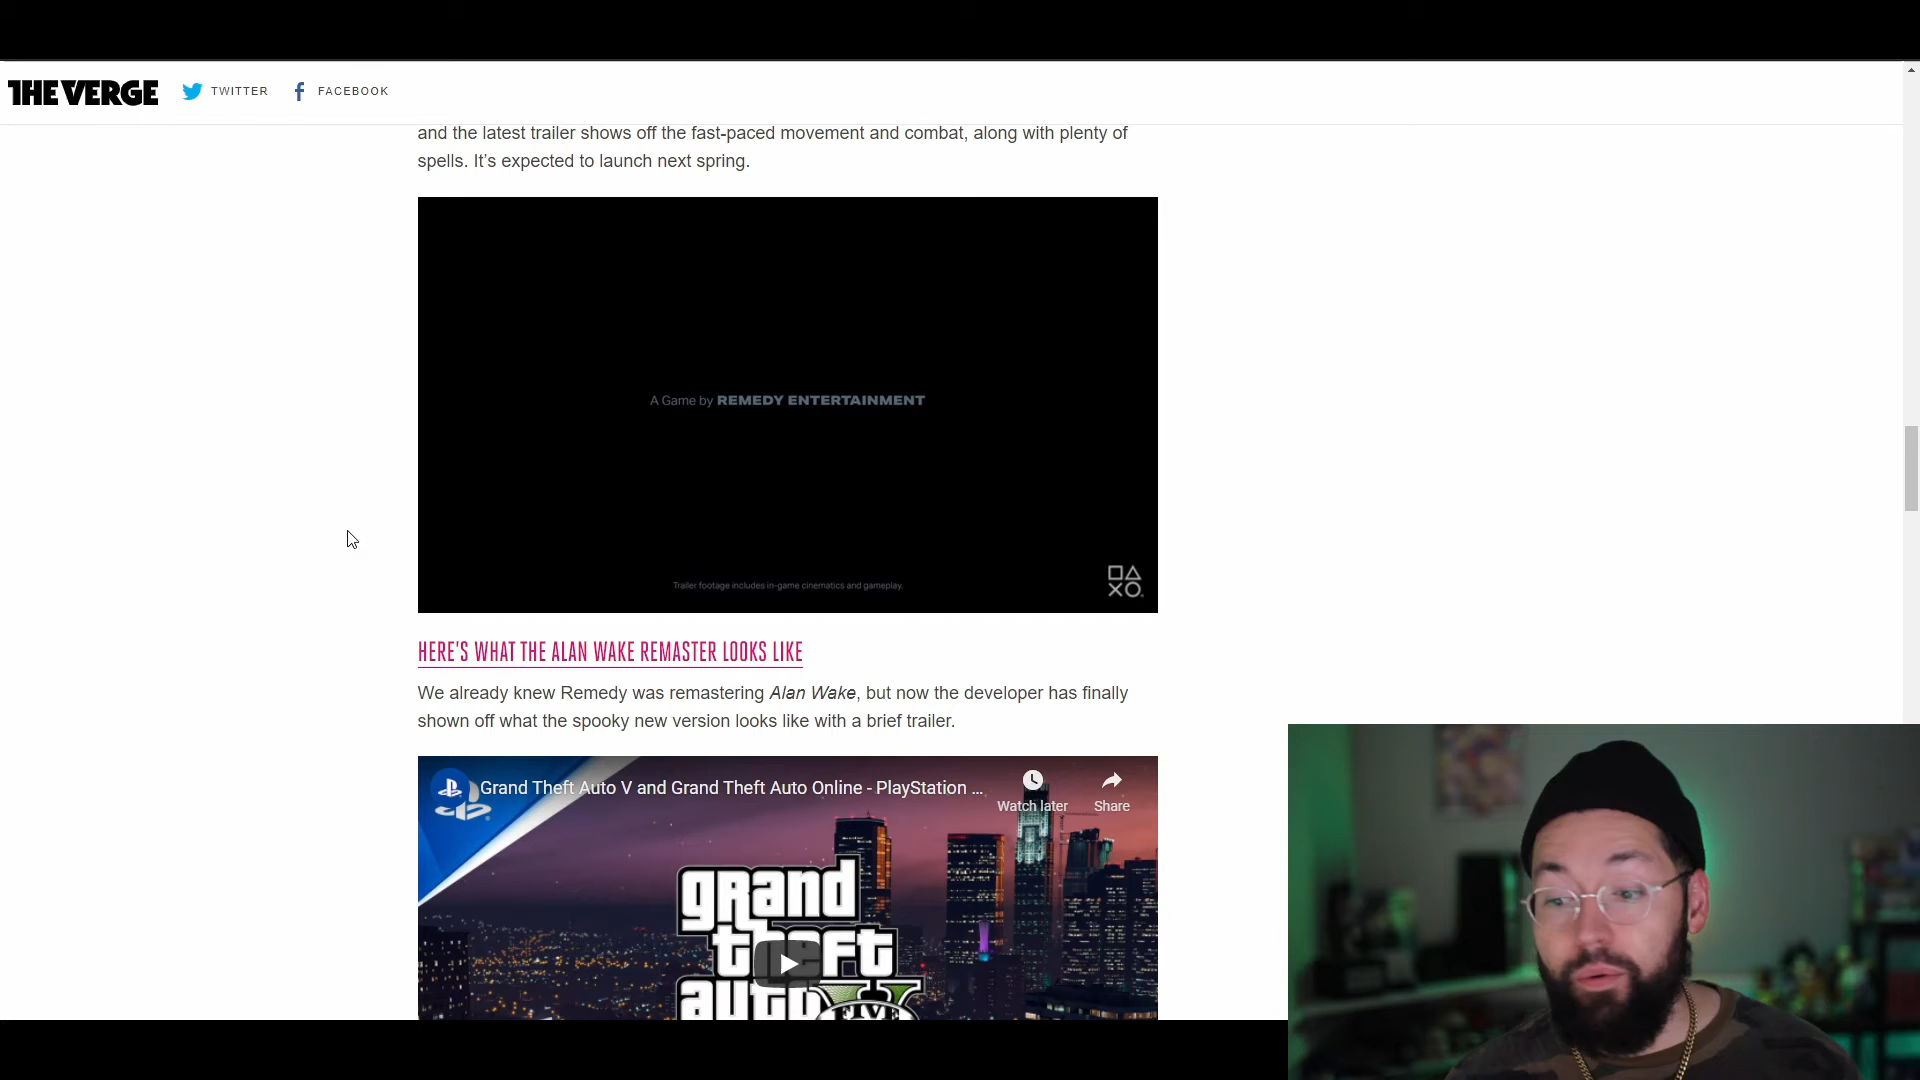 THE VERGE TWITTER FACEBOOK
and the latest trailer shows off the fast-paced movement and combat, along with plenty of
spells. It's expected to launch next spring.
A Game by REMEDY ENTERTAINMENT
Trailer footage includes in-game cinematics and gameplay.
HERE'S WHAT THE ALAN WAKE REMASTER LOOKS LIKE
We already knew Remedy was remastering Alan Wake, but now the developer has finally
shown off what the spooky new version looks like with a brief trailer.
Grand Theft Auto V and Grand Theft Auto Online - PlayStation ...
Watch later Share
grand
theft
auto
FIVE